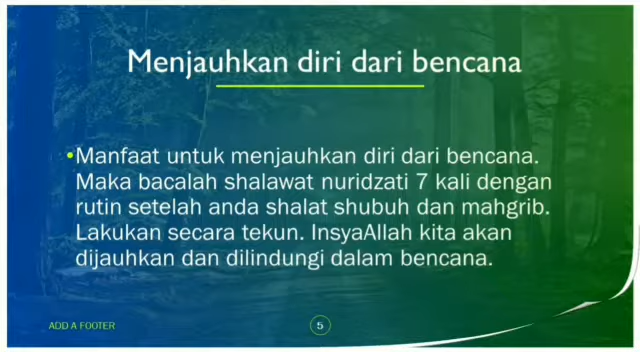 Menjauhkan diri dari bencana
•Manfaat untuk menjauhkan diri dari bencana.
Maka bacalah shalawat nuridzati 7 kali dengan
rutin setelah anda shalat shubuh dan mahgrib.
Lakukan secara tekun. InsyaAllah kita akan
dijauhkan dan dilindungi dalam bencana.
ADD A FOOTER
5